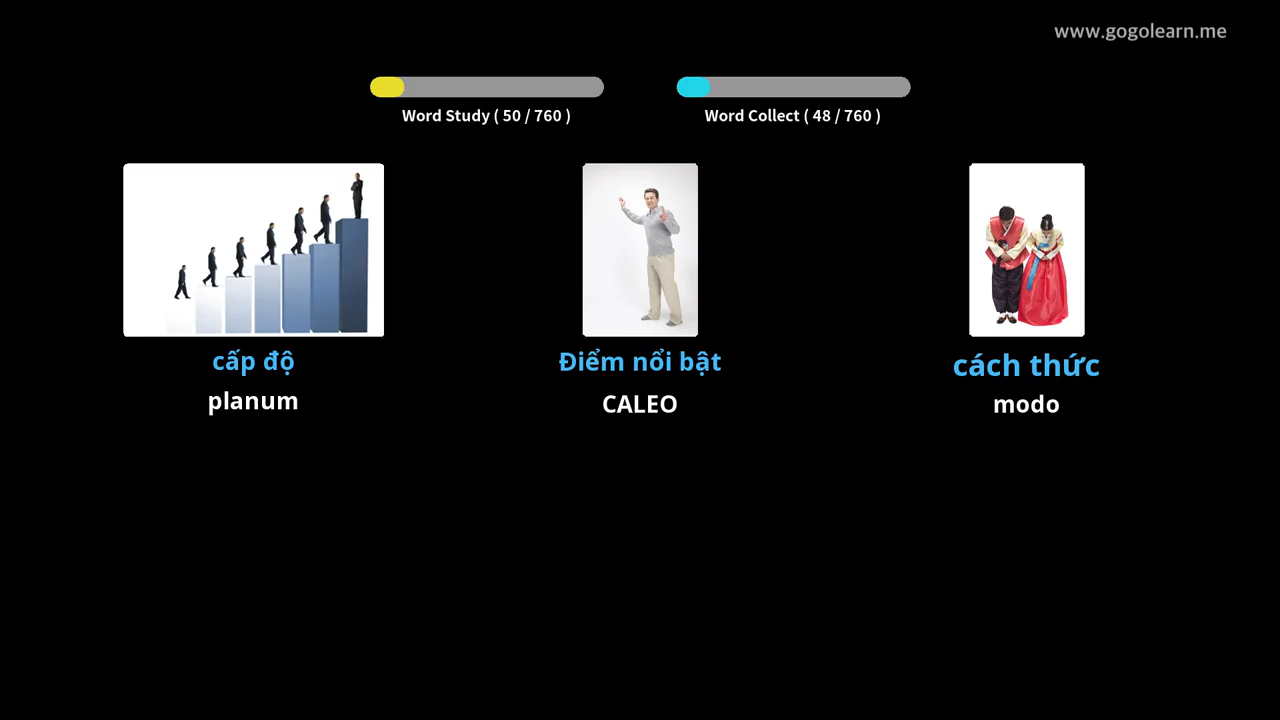 www.gogolearn.me
Word Study ( 50 / 760 )
Word Collect ( 48 / 760 )
cấp độ
planum
Điểm nổi bật
CALEO
cách thức
modo